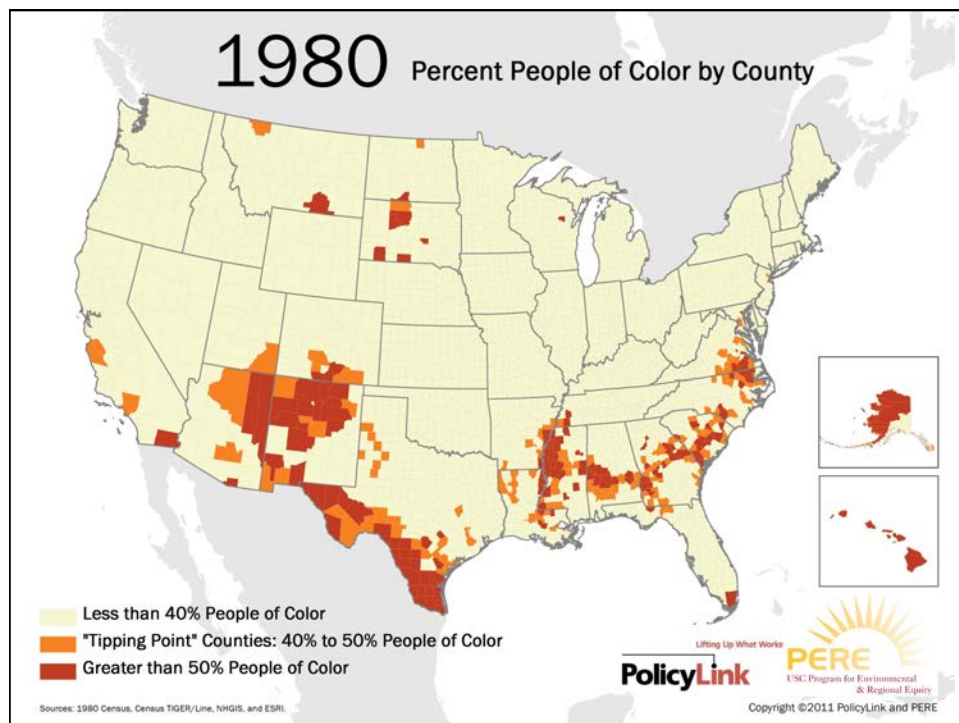 1980 Percent People of Color by County
Less than 40% People of Color
"Tipping Point" Counties: 40% to 50% People of Color
Greater than 50% People of Color
Lifting Up What Works
PolicyLink
PERE
USC Program for Environmental
& Regional Equity
Sources: 1980 Census, Census TIGER/Line, NHGIS, and ESRI.
Copyright ©2011 PolicyLink and PERE